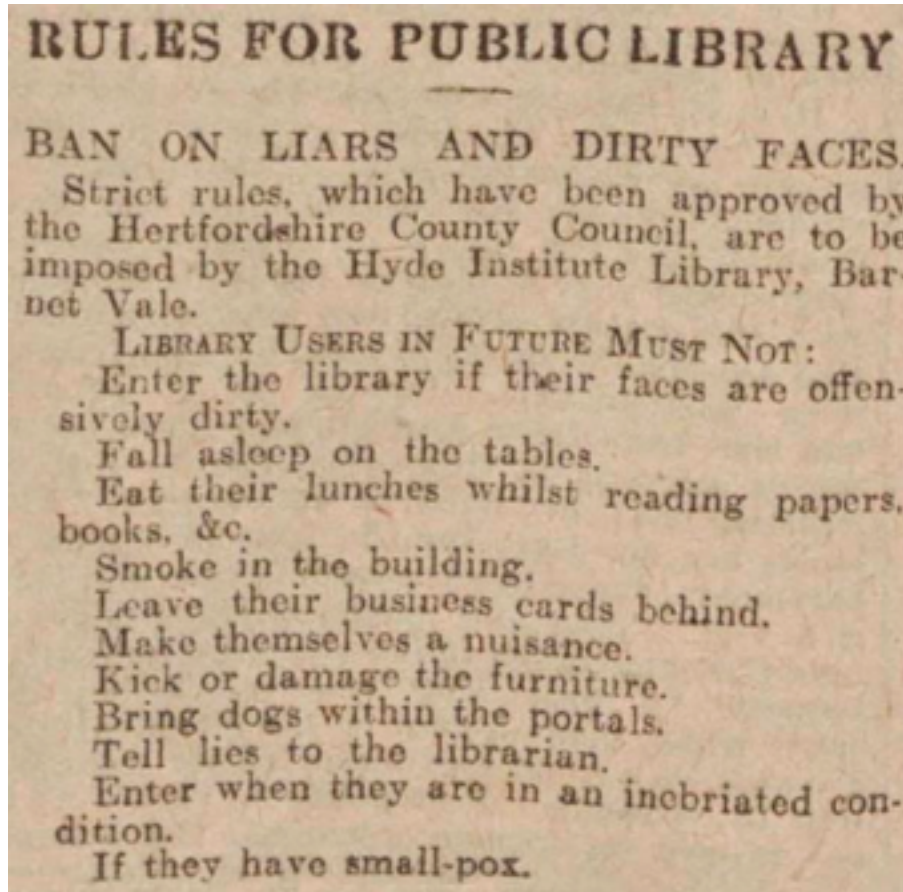 RULES FOR PUBLIC LIBRARY
BAN ON LIARS AND DIRTY FACES.
Strict rules, which have been approved by
the Hertfordshire County Council, are to be
imposed by the Hyde Institute Library, Bar-
net Vale.
LIBRARY USERS IN FUTURE MUST NOT:
Enter the library if their faces are offen-
sively dirty.
Fall asleep on the tables.
Eat their lunches whilst reading papers,
books, &c.
Smoke in the building.
Leave their business cards behind.
Make themselves a nuisance.
Kick or damage the furniture.
Bring dogs within the portals.
Tell lies to the librarian.
Enter when they are in an inebriated con-
dition.
If they have small-pox.